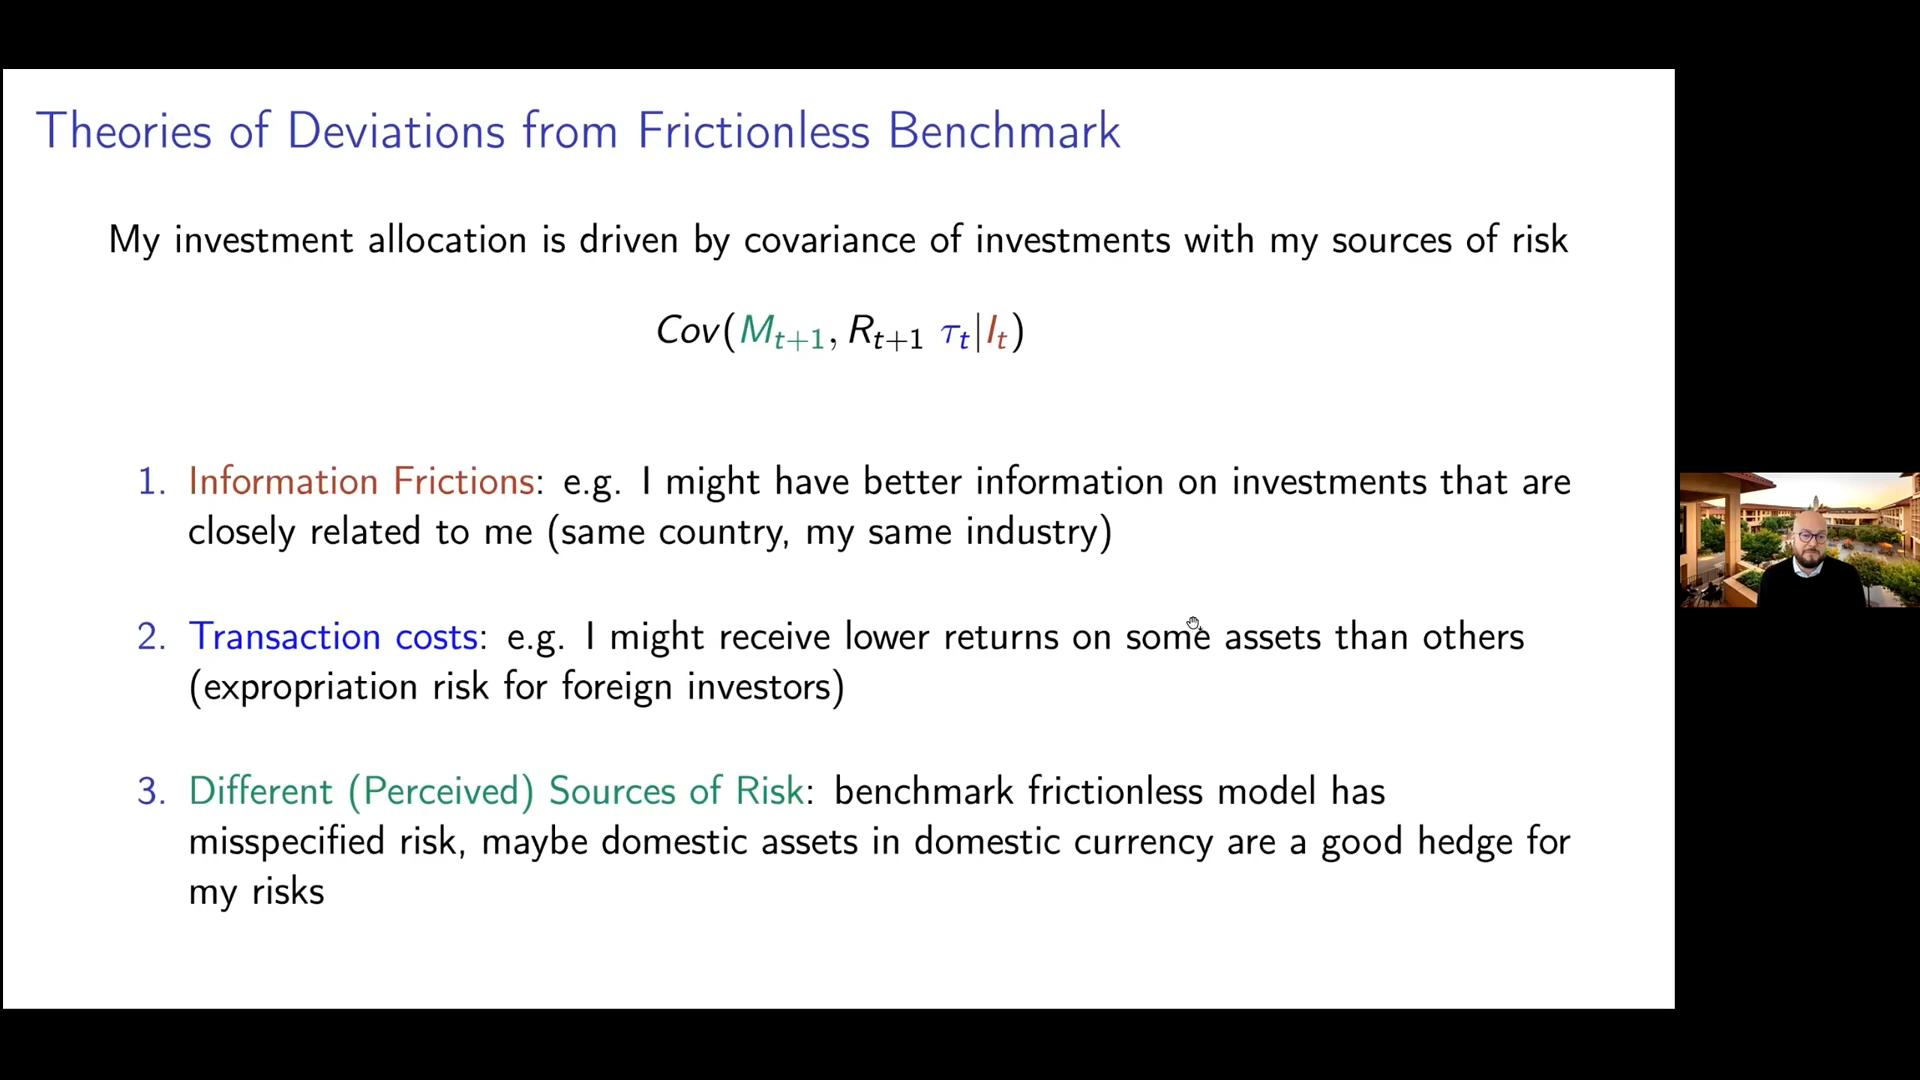 Theories of Deviations from Frictionless Benchmark
My investment allocation is driven by covariance of investments with my sources of risk
Cov(M_{t+1}, R_{t+1} τ_t|I_t)
1. Information Frictions: e.g. I might have better information on investments that are
closely related to me (same country, my same industry)
2. Transaction costs: e.g. I might receive lower returns on some assets than others
(expropriation risk for foreign investors)
3. Different (Perceived) Sources of Risk: benchmark frictionless model has
misspecified risk, maybe domestic assets in domestic currency are a good hedge for
my risks